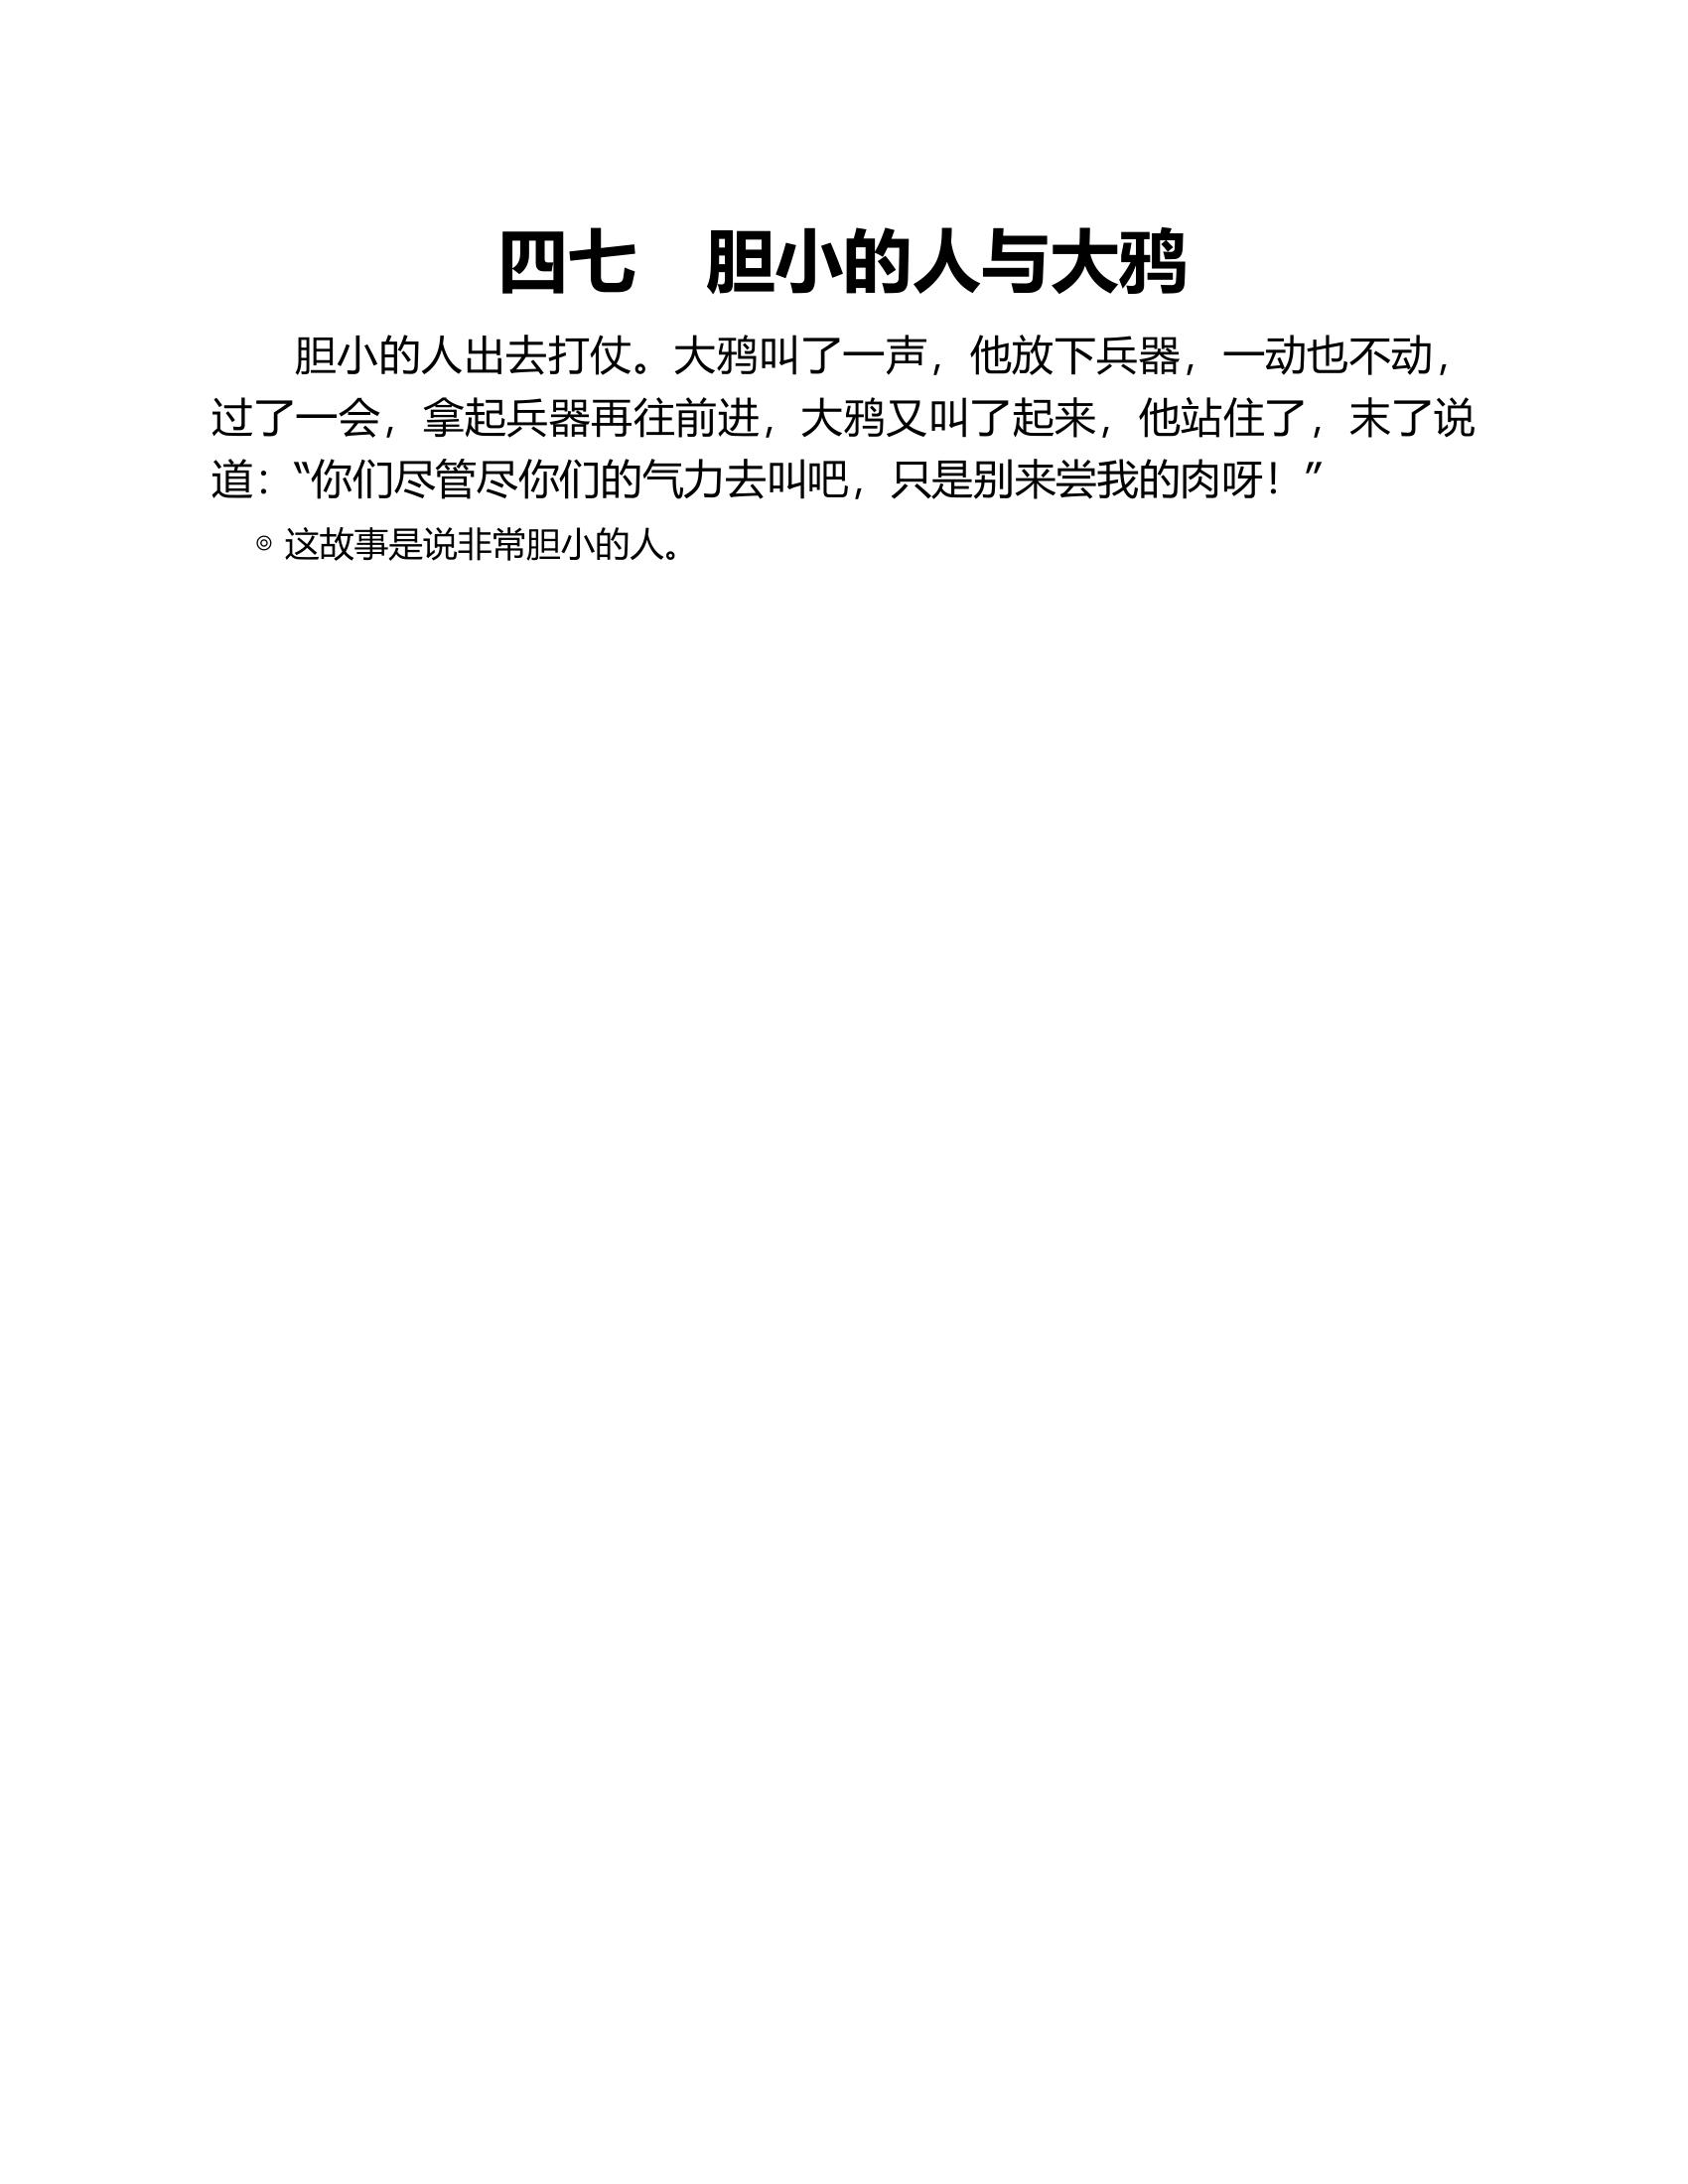 四七　胆小的人与大鸦
胆小的人出去打仗。大鸦叫了一声，他放下兵器，一动也不动，
过了一会，拿起兵器再往前进，大鸦又叫了起来，他站住了，末了说
道：“你们尽管尽你们的气力去叫吧，只是别来尝我的肉呀！”
◎ 这故事是说非常胆小的人。